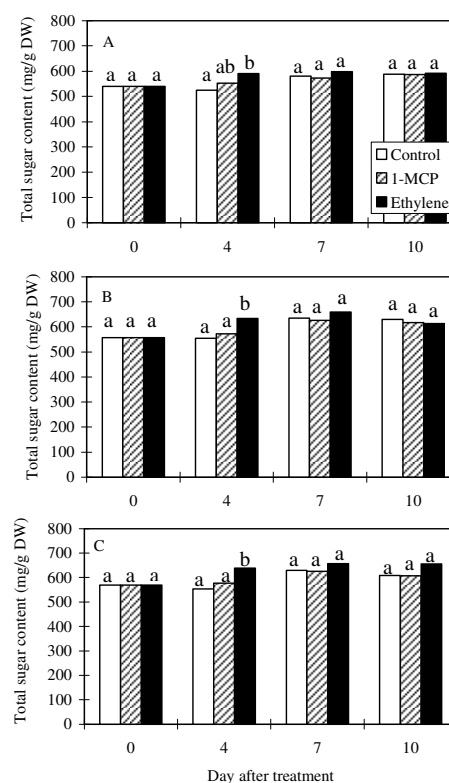 Total sugar content (mg/g DW)
800
700
600
500
400
300
200
100
0
A
a a a
a ab b
a a a
a a a
Control
1-MCP
Ethylene
0 4 7 10
Total sugar content (mg/g DW)
800
700
600
500
400
300
200
100
0
B
a a a
a a b
a a a
a a a
0 4 7 10
Total sugar content (mg/g DW)
800
700
600
500
400
300
200
100
0
C
a a a
a a b
a a a
a a a
0 4 7 10
Day after treatment